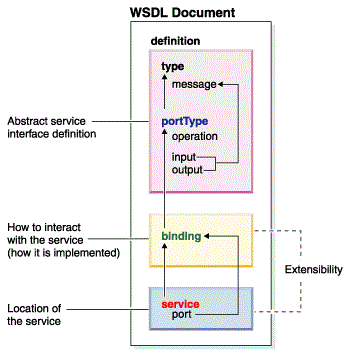 WSDL Document
definition
type
message
Abstract service
interface definition
portType
operation
input
output
How to interact
with the service
(how it is implemented)
binding
Extensibility
Location of
the service
service
port